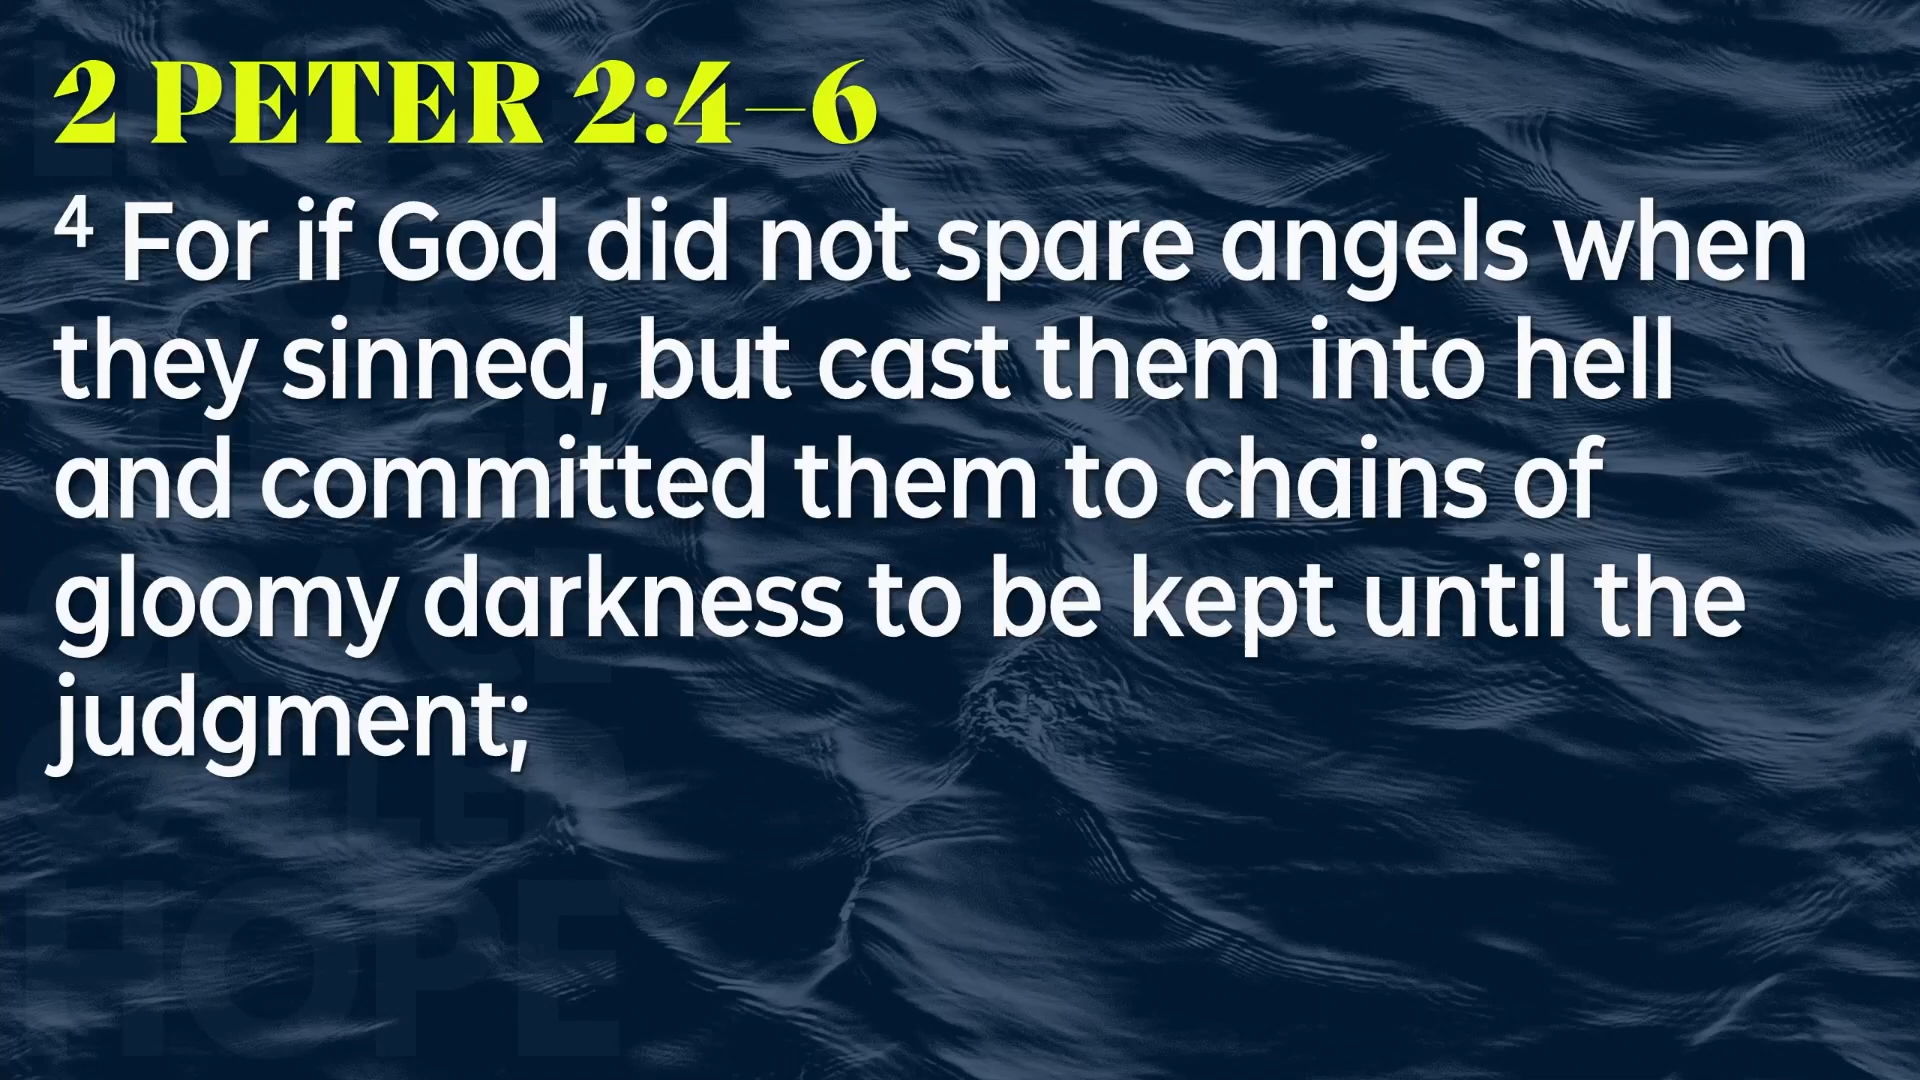 2 PETER 2:4–6
4 For if God did not spare angels when
they sinned, but cast them into hell
and committed them to chains of
gloomy darkness to be kept until the
judgment;
HOPE